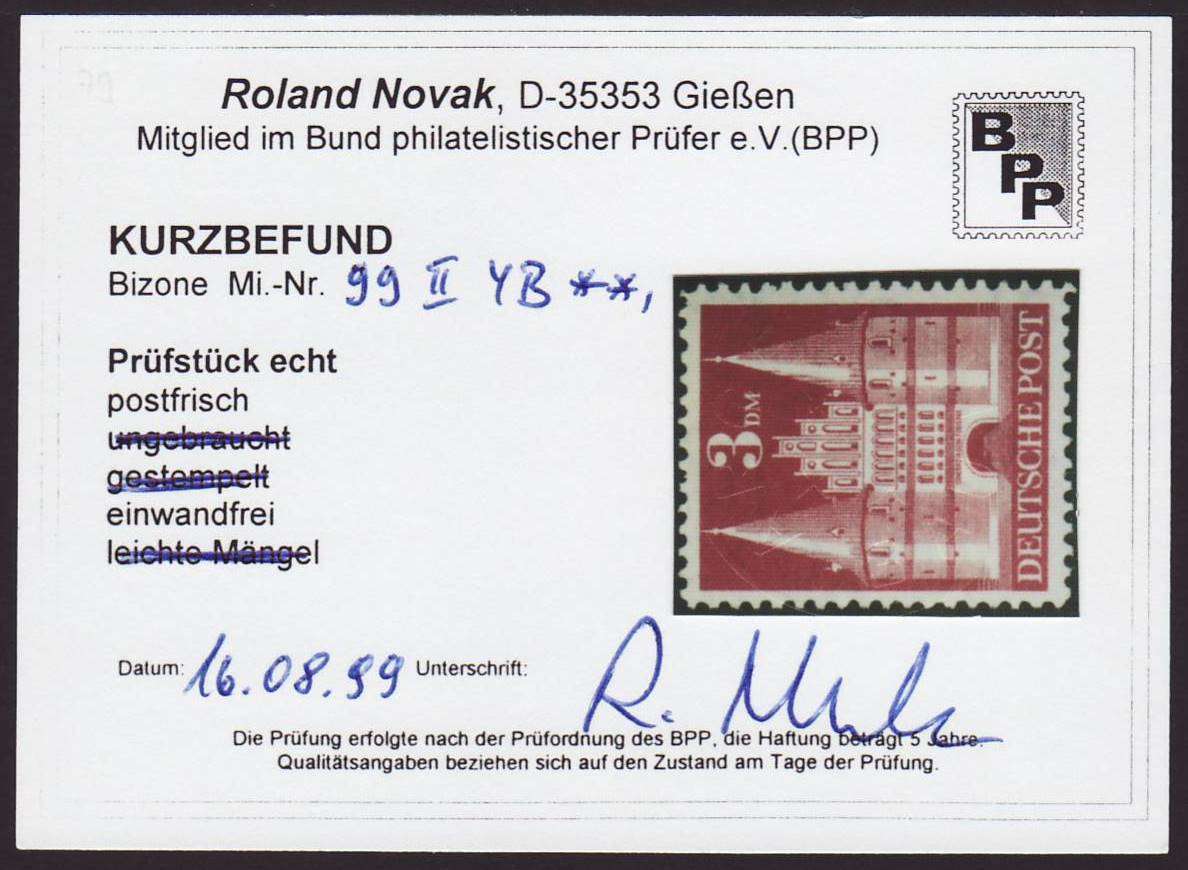 Roland Novak, D-35353 Gießen
Mitglied im Bund philatelistischer Prüfer e.V.(BPP)
BPP
KURZBEFUND
Bizone Mi.-Nr. 99 II YB **,
Prüfstück echt
postfrisch
ungebraucht
gestempelt
einwandfrei
leichte Mängel
3 DM
DEUTSCHE POST
Datum: 16.08.99 Unterschrift:
Die Prüfung erfolgte nach der Prüfordnung des BPP, die Haftung beträgt 5 Jahre.
Qualitätsangaben beziehen sich auf den Zustand am Tage der Prüfung.